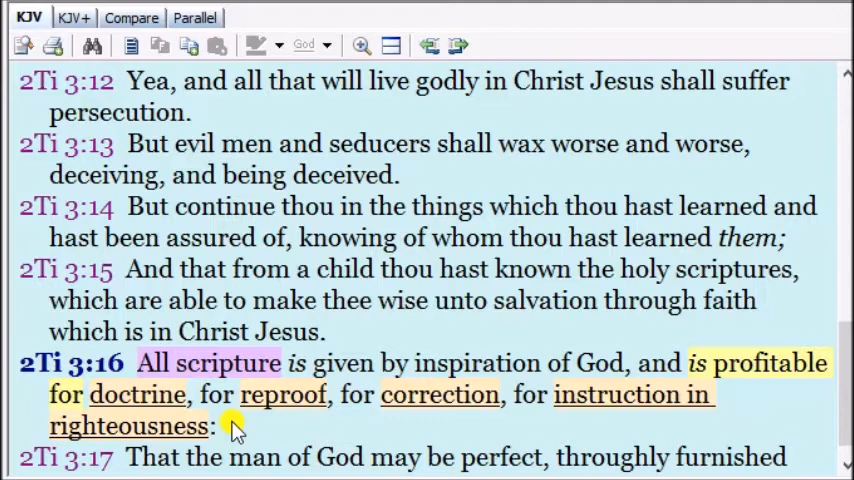 KJV KJV+ Compare Parallel
God
2Ti 3:12 Yea, and all that will live godly in Christ Jesus shall suffer
persecution.
2Ti 3:13 But evil men and seducers shall wax worse and worse,
deceiving, and being deceived.
2Ti 3:14 But continue thou in the things which thou hast learned and
hast been assured of, knowing of whom thou hast learned them;
2Ti 3:15 And that from a child thou hast known the holy scriptures,
which are able to make thee wise unto salvation through faith
which is in Christ Jesus.
2Ti 3:16 All scripture is given by inspiration of God, and is profitable
for doctrine, for reproof, for correction, for instruction in
righteousness:
2Ti 3:17 That the man of God may be perfect, throughly furnished